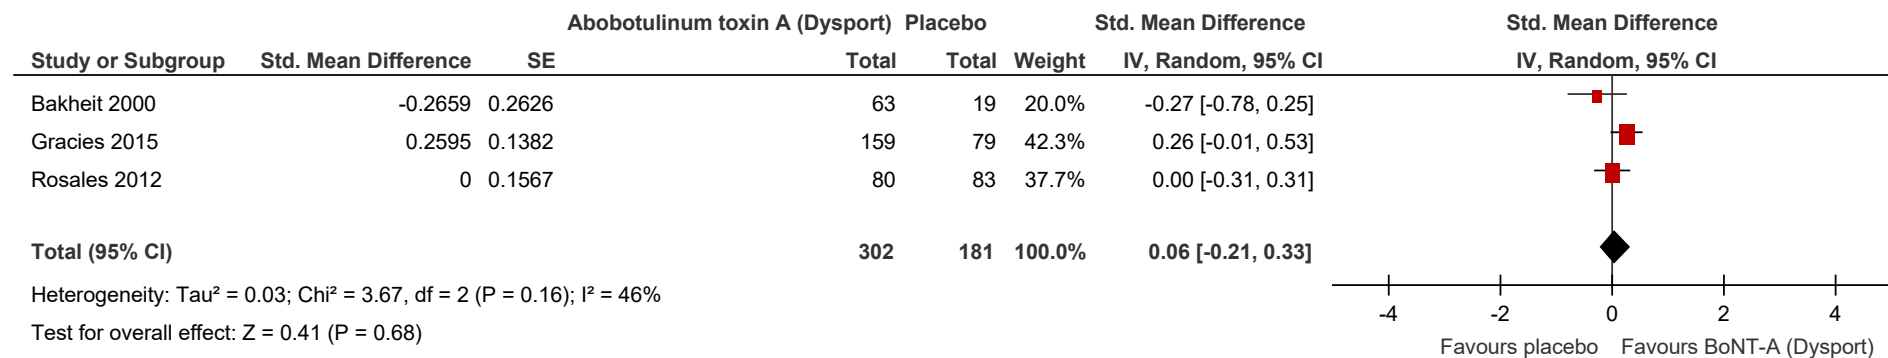 Abobotulinum toxin A (Dysport) Placebo Std. Mean Difference Std. Mean Difference
Study or Subgroup Std. Mean Difference SE Total Total Weight IV, Random, 95% CI IV, Random, 95% CI
Bakheit 2000 -0.2659 0.2626 63 19 20.0% -0.27 [-0.78, 0.25]
Gracies 2015 0.2595 0.1382 159 79 42.3% 0.26 [-0.01, 0.53]
Rosales 2012 0 0.1567 80 83 37.7% 0.00 [-0.31, 0.31]
Total (95% CI) 302 181 100.0% 0.06 [-0.21, 0.33]
Heterogeneity: Tau² = 0.03; Chi² = 3.67, df = 2 (P = 0.16); I² = 46%
Test for overall effect: Z = 0.41 (P = 0.68)
-4 -2 0 2 4
Favours placebo Favours BoNT-A (Dysport)